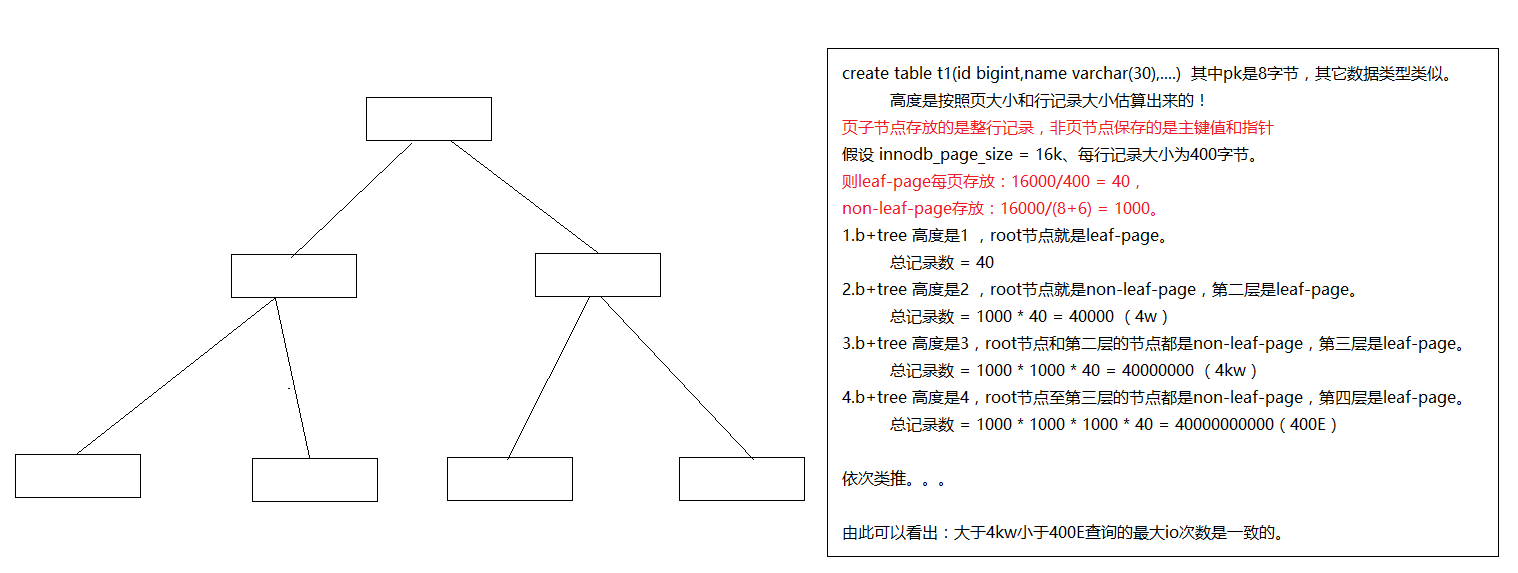 create table t1(id bigint,name varchar(30),....)  其中pk是8字节，其它数据类型类似。
高度是按照页大小和行记录大小估算出来的！
页子节点存放的是整行记录，非页节点保存的是主键值和指针
假设 innodb_page_size = 16k、每行记录大小为400字节。
则leaf-page每页存放：16000/400 = 40，
non-leaf-page存放：16000/(8+6) = 1000。
1.b+tree 高度是1 ，root节点就是leaf-page。
总记录数 = 40
2.b+tree 高度是2 ，root节点就是non-leaf-page，第二层是leaf-page。
总记录数 = 1000 * 40 = 40000 （4w）
3.b+tree 高度是3，root节点和第二层的节点都是non-leaf-page，第三层是leaf-page。
总记录数 = 1000 * 1000 * 40 = 40000000 （4kw）
4.b+tree 高度是4，root节点至第三层的节点都是non-leaf-page，第四层是leaf-page。
总记录数 = 1000 * 1000 * 1000 * 40 = 40000000000（400E）
依次类推。。。
由此可以看出：大于4kw小于400E查询的最大io次数是一致的。